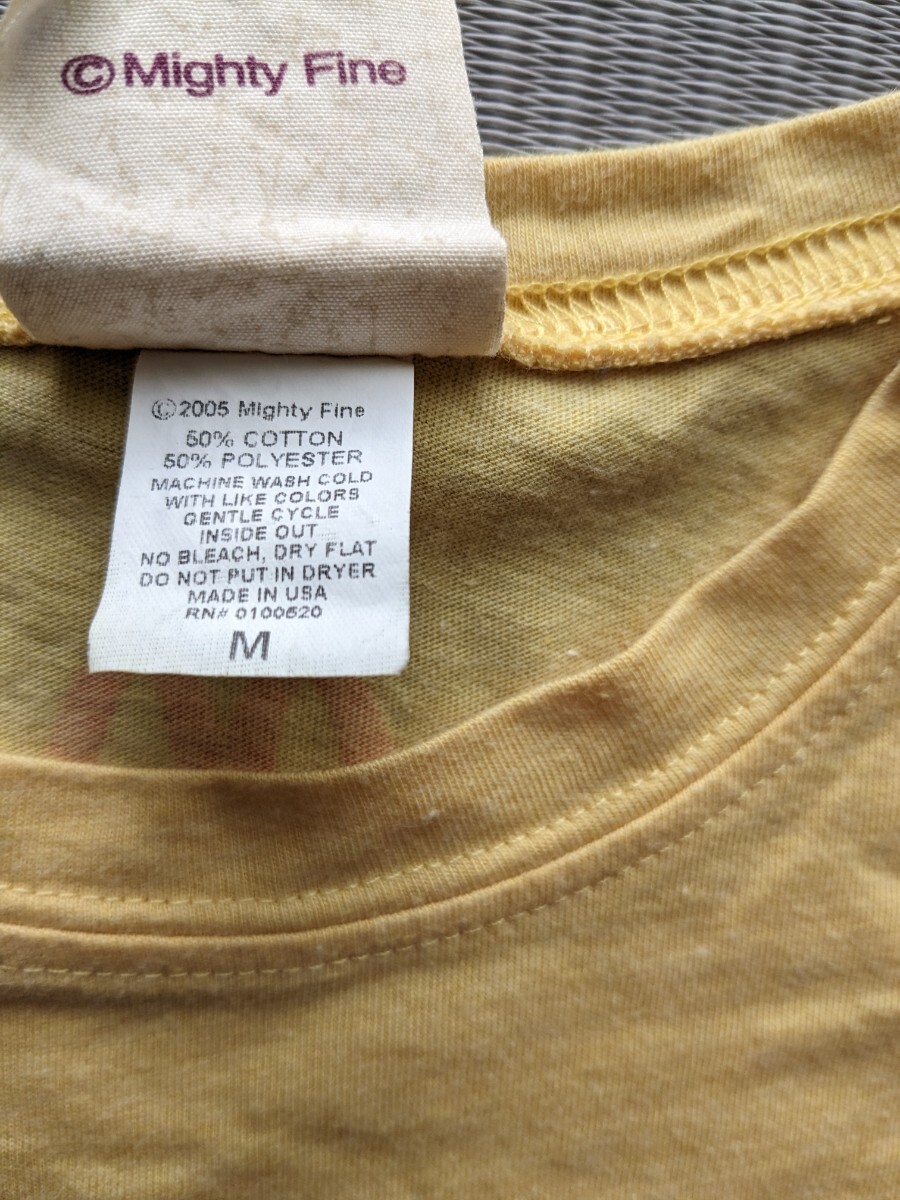 ©Mighty Fine
©2005 Mighty Fine
50% COTTON
50% POLYESTER
MACHINE WASH COLD
WITH LIKE COLORS
GENTLE CYCLE
INSIDE OUT
NO BLEACH, DRY FLAT
DO NOT PUT IN DRYER
MADE IN USA
RN# 0100520
M